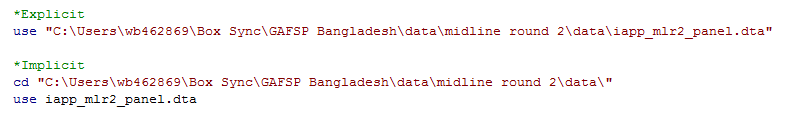 *Explicit
use "C:\Users\wb462869\Box Sync\GAFSP Bangladesh\data\midline round 2\data\iapp_mlr2_panel.dta"
*Implicit
cd "C:\Users\wb462869\Box Sync\GAFSP Bangladesh\data\midline round 2\data\"
use iapp_mlr2_panel.dta